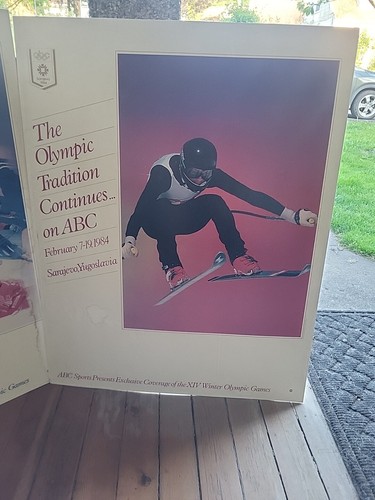 The
Olympic
Tradition
Continues...
on ABC
February 7-19, 1984
Sarajevo, Yugoslavia
ABC Sports Presents Exclusive Coverage of the XIV Winter Olympic Games
ic Games